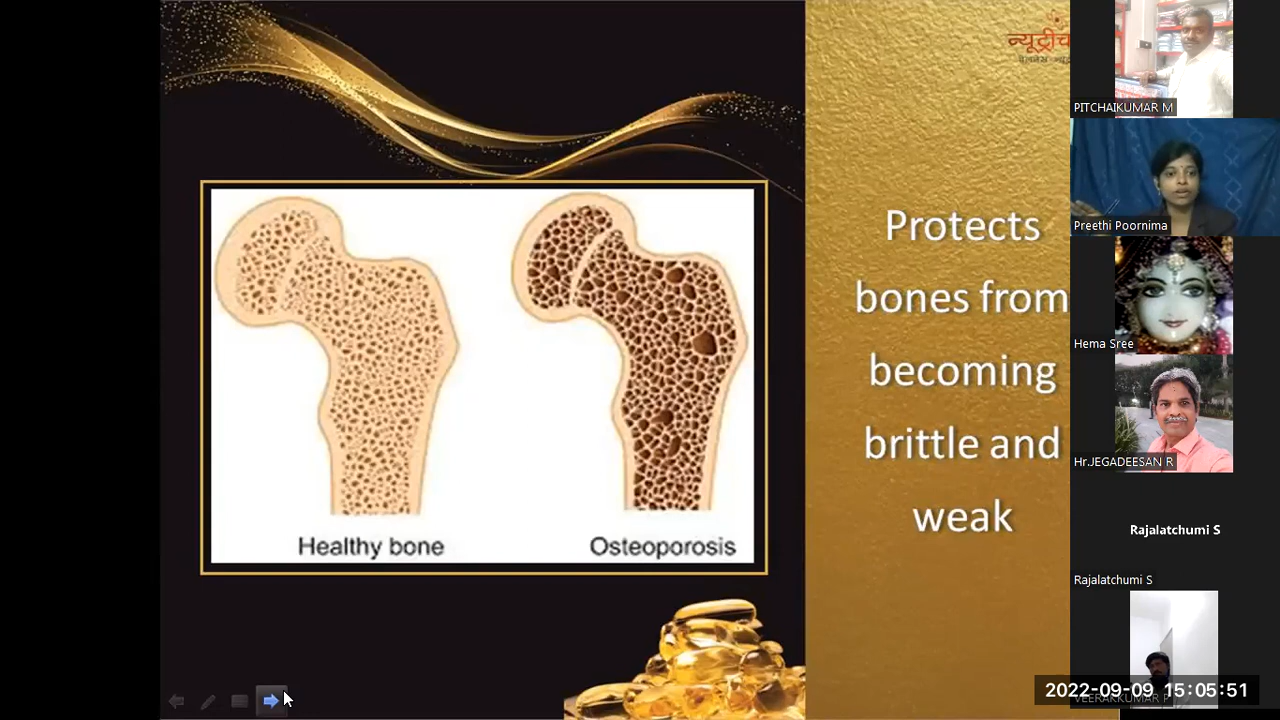 न्यूट्रीच
Protects
bones from
becoming
brittle and
weak
Healthy bone
Osteoporosis
PITCHAIKUMAR M
Preethi Poornima
Hema Sree
Hr.JEGADEESAN R
Rajalatchumi S
Rajalatchumi S
2022-09-09 15:05:51